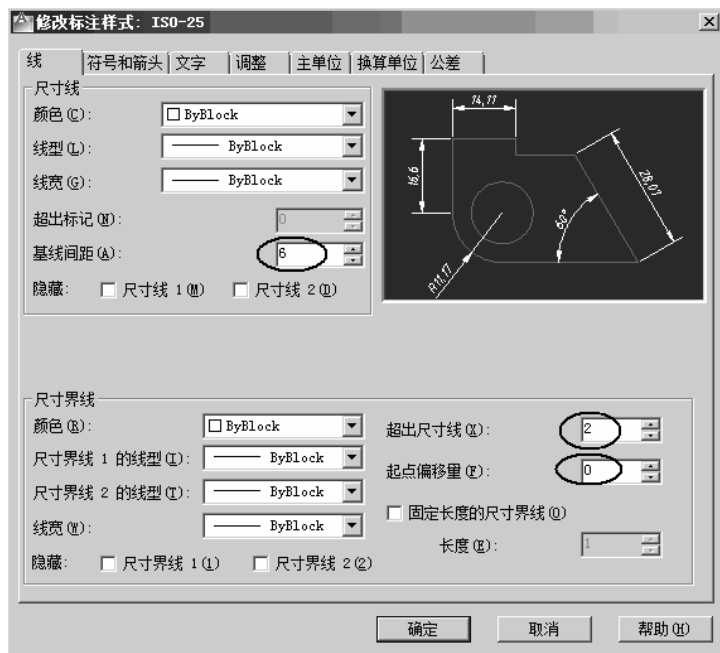 修改标注样式: ISO-25
线 符号和箭头 文字 调整 主单位 换算单位 公差
尺寸线
颜色(C): ByBlock
线型(L): ByBlock
线宽(G): ByBlock
超出标记(N): 0
基线间距(A): 6
隐藏: 尺寸线 1(M) 尺寸线 2(D)
14,11
16,6
28,07
60°
R11,17
尺寸界线
颜色(R): ByBlock
尺寸界线 1 的线型(I): ByBlock
尺寸界线 2 的线型(T): ByBlock
线宽(W): ByBlock
隐藏: 尺寸界线 1(1) 尺寸界线 2(2)
超出尺寸线(X): 2
起点偏移量(F): 0
固定长度的尺寸界线(O)
长度(E): 1
确定 取消 帮助(H)